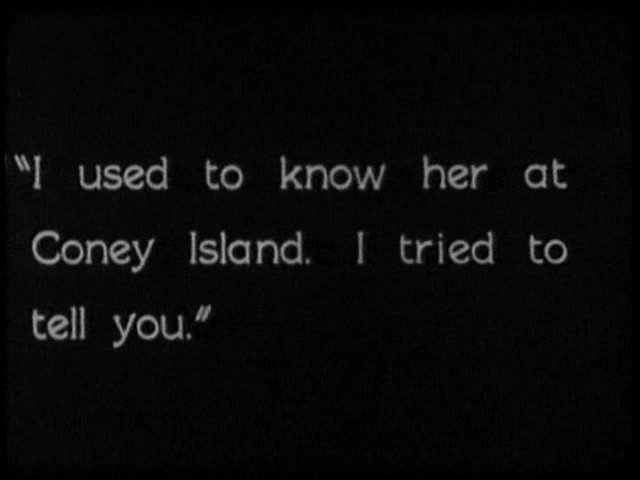 "I used to know her at
Coney Island. I tried to
tell you."